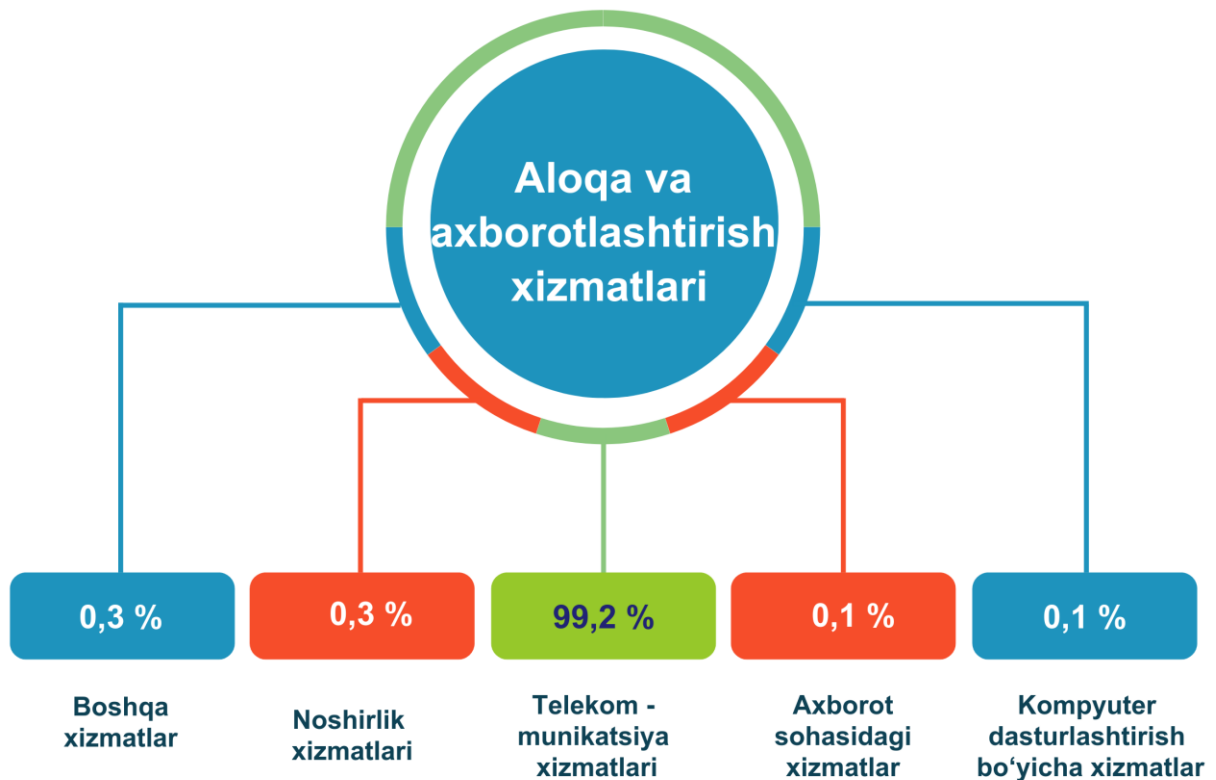 Aloqa va
axborotlashtirish
xizmatlari
0,3 %
0,3 %
99,2 %
0,1 %
0,1 %
Boshqa
xizmatlar
Noshirlik
xizmatlari
Telekom -
munikatsiya
xizmatlari
Axborot
sohasidagi
xizmatlar
Kompyuter
dasturlashtirish
bo‘yicha xizmatlar